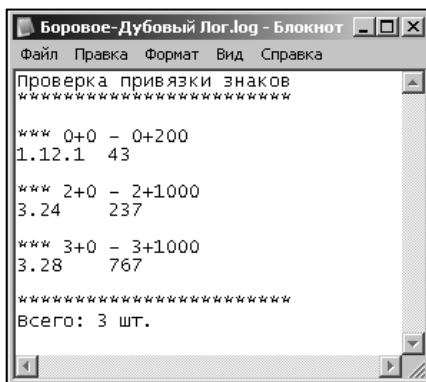 Боровое-Дубовый Лог.log - Блокнот
Файл Правка Формат Вид Справка
Проверка привязки знаков
*************************
*** 0+0 - 0+200
1.12.1 43
*** 2+0 - 2+1000
3.24 237
*** 3+0 - 3+1000
3.28 767
*************************
Всего: 3 шт.